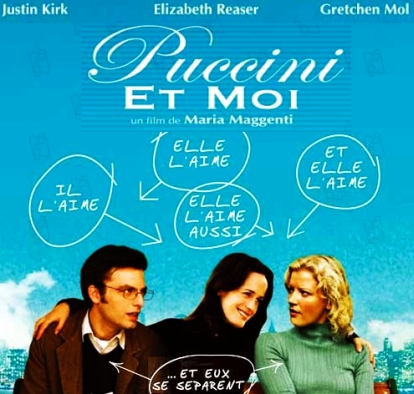 Justin Kirk Elizabeth Reaser Gretchen Mol
Puccini
ET MOI
un film de Maria Maggenti
ELLE
L'AIME
ET
ELLE
L'AIME
IL
L'AIME
ELLE
L'AIME
AUSSI
...ET EUX
SE SEPARENT